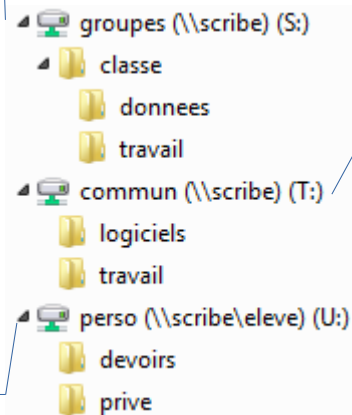 groupes (\\scribe) (S:)
classe
donnees
travail
commun (\\scribe) (T:)
logiciels
travail
perso (\\scribe\eleve) (U:)
devoirs
prive